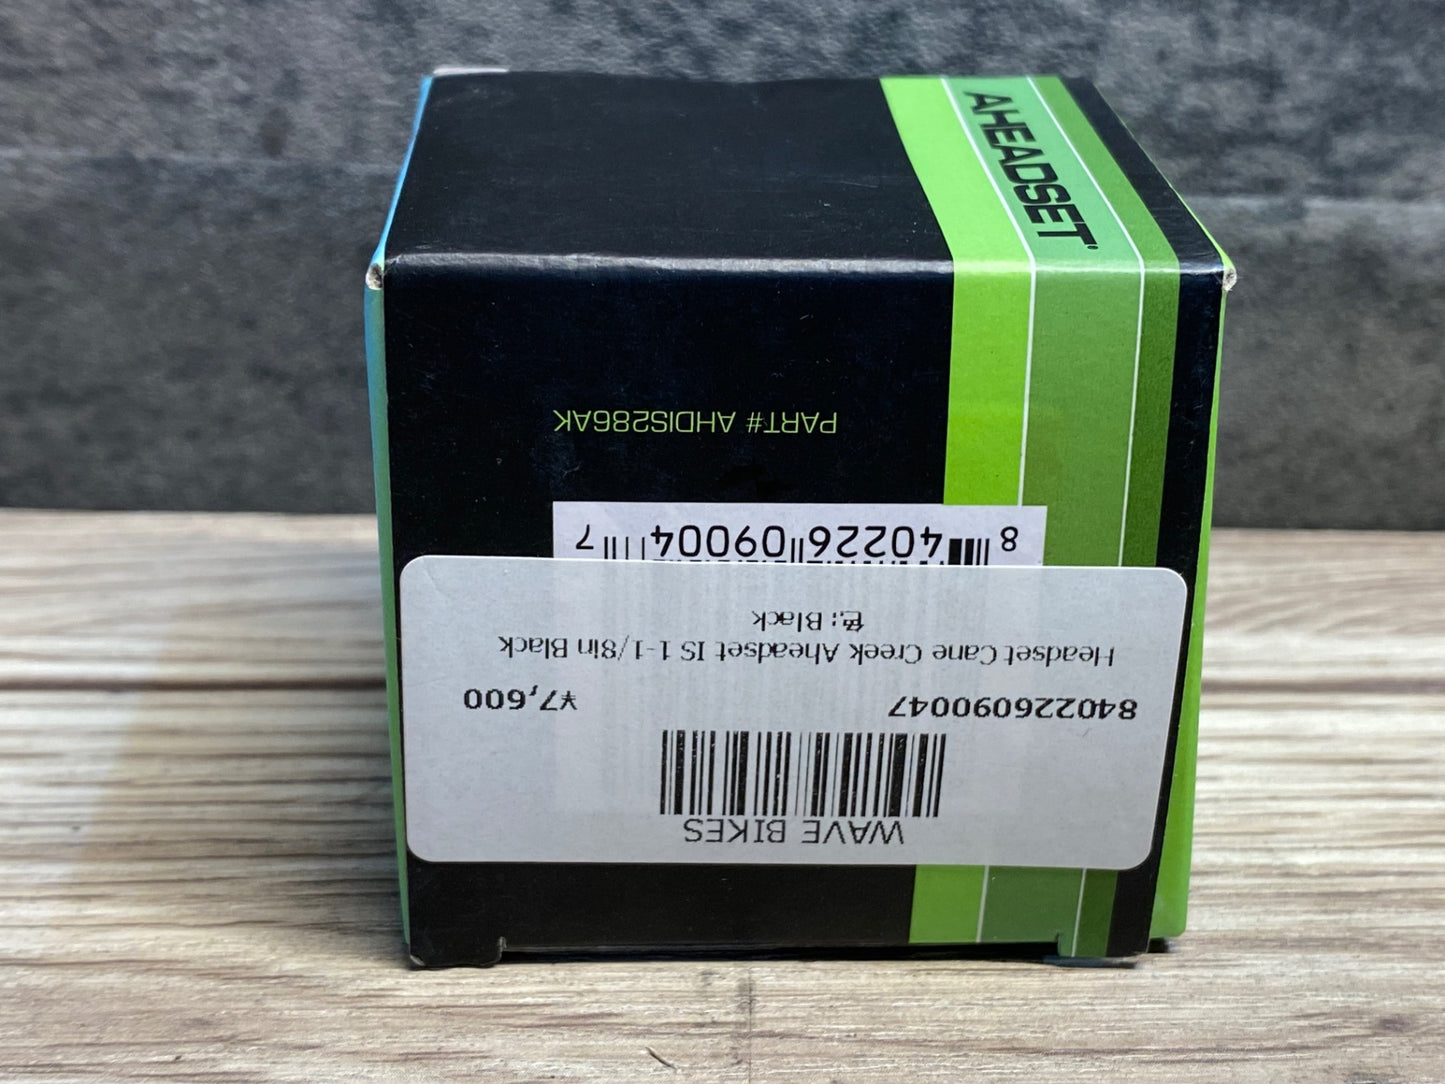 AHEADSET
PART# AHDIS286AK
8 40226 09004 7
WAVE BIKES
840226090047 ¥7,600
Headset Cane Creek Aheadset IS 1-1/8in Black
色: Black